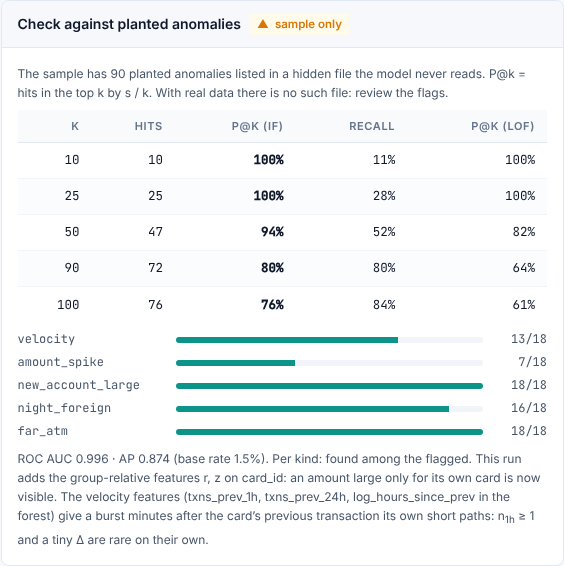 Check against planted anomalies ▲ sample only
The sample has 90 planted anomalies listed in a hidden file the model never reads. P@k =
hits in the top k by s / k. With real data there is no such file: review the flags.
K HITS P@K (IF) RECALL P@K (LOF)
10 10 100% 11% 100%
25 25 100% 28% 100%
50 47 94% 52% 82%
90 72 80% 80% 64%
100 76 76% 84% 61%
velocity 13/18
amount_spike 7/18
new_account_large 18/18
night_foreign 16/18
far_atm 18/18
ROC AUC 0.996 · AP 0.874 (base rate 1.5%). Per kind: found among the flagged. This run
adds the group-relative features r, z on card_id: an amount large only for its own card is now
visible. The velocity features (txns_prev_1h, txns_prev_24h, log_hours_since_prev in the
forest) give a burst minutes after the card’s previous transaction its own short paths: n1h ≥ 1
and a tiny Δ are rare on their own.